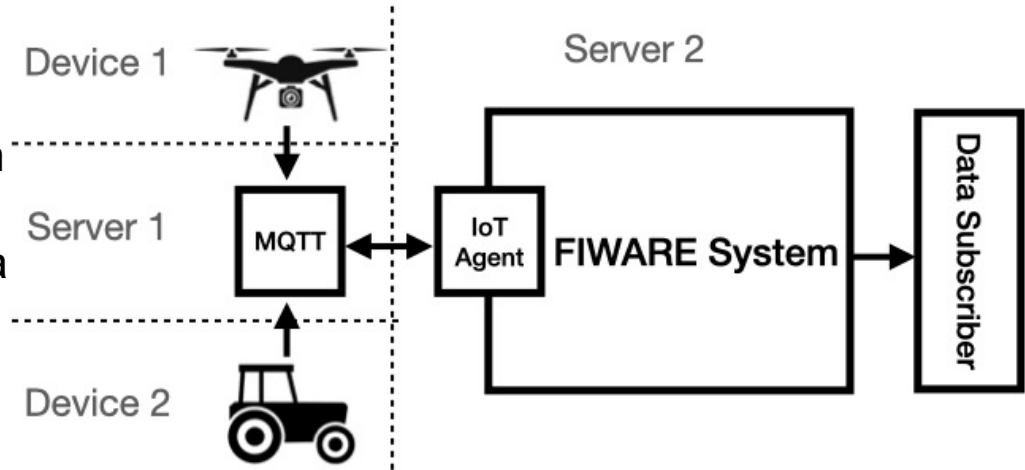 Device 1
Server 2
n
Server 1
MQTT
IoT
Agent
FIWARE System
Data Subscriber
a
Device 2